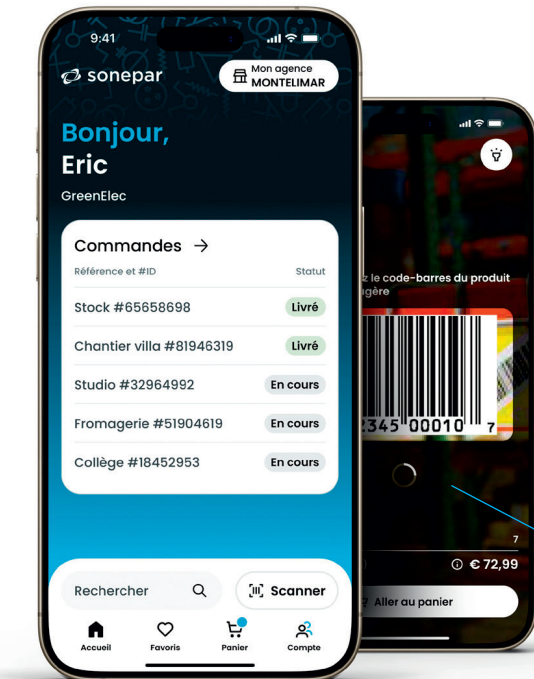 9:41
sonepar
Mon agence
MONTELIMAR
Bonjour,
Eric
GreenElec
Commandes →
Référence et #ID Statut
Stock #65658698 Livré
Chantier villa #81946319 Livré
Studio #32964992 En cours
Fromagerie #51904619 En cours
Collège #18452953 En cours
Rechercher
Scanner
Accueil Favoris Panier Compte
le code-barres du produit
2345 00010 7
7
€ 72,99
Aller au panier